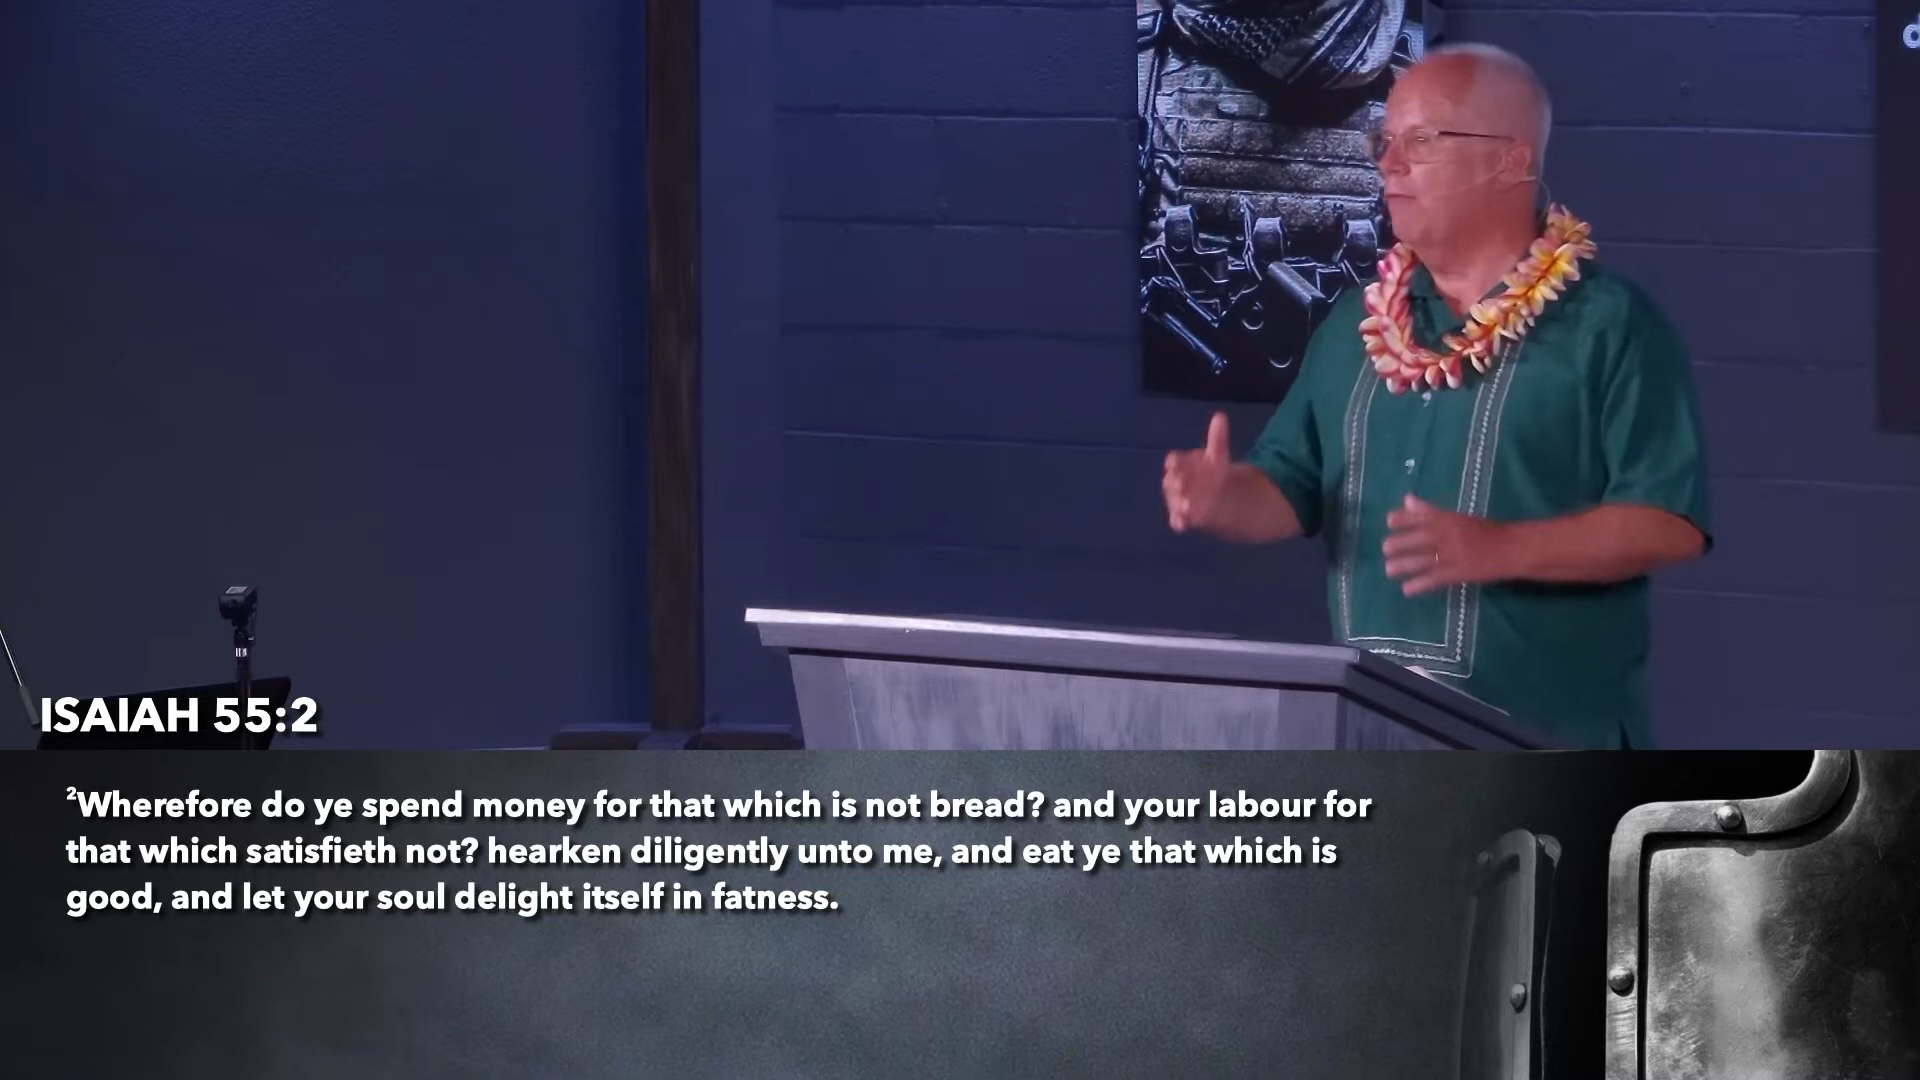 ISAIAH 55:2
²Wherefore do ye spend money for that which is not bread? and your labour for
that which satisfieth not? hearken diligently unto me, and eat ye that which is
good, and let your soul delight itself in fatness.